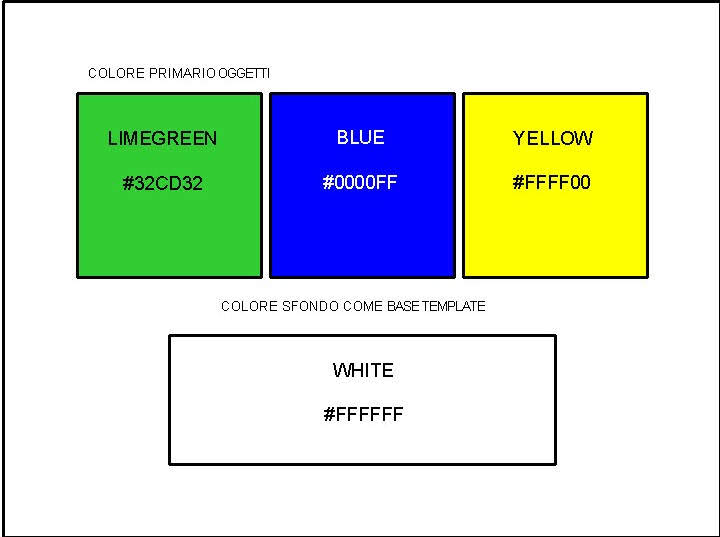 COLORE PRIMARIO OGGETTI
LIMEGREEN
#32CD32
BLUE
#0000FF
YELLOW
#FFFF00
COLORE SFONDO COME BASE TEMPLATE
WHITE
#FFFFFF